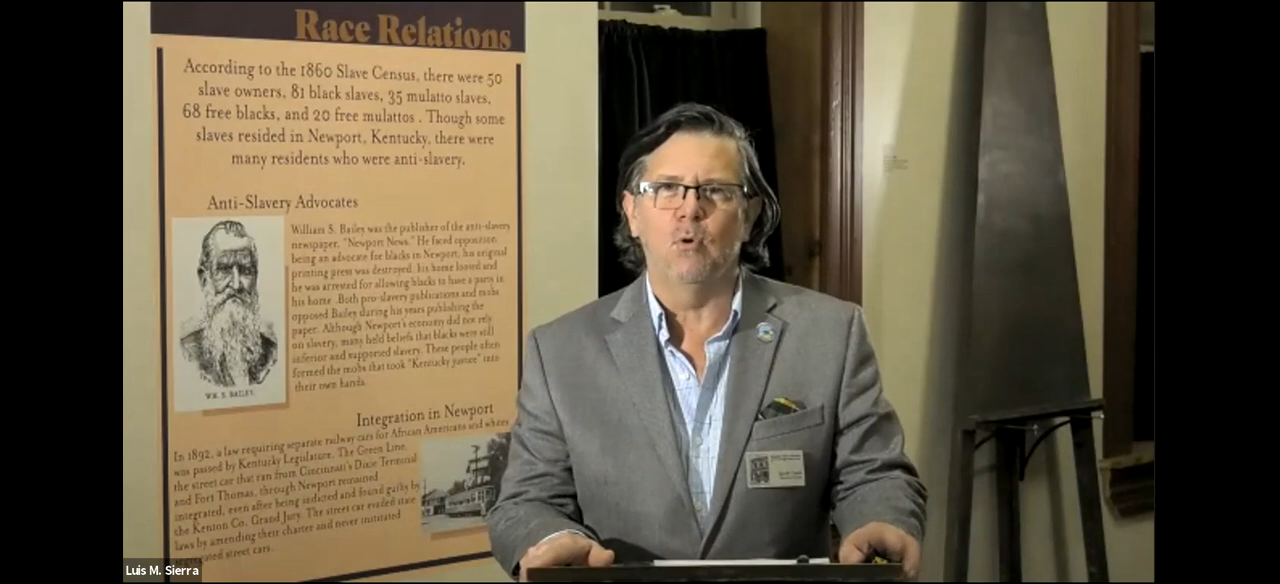 Race Relations
According to the 1860 Slave Census, there were 50
slave owners, 81 black slaves, 35 mulatto slaves,
68 free blacks, and 20 free mulattos . Though some
slaves resided in Newport, Kentucky, there were
many residents who were anti-slavery.
Anti-Slavery Advocates
William S. Bailey was the publisher of the anti-slavery
newspaper, "Newport News." He faced opposition
being an advocate for blacks in Newport, his original
printing press was destroyed, his home looted and
he was arrested for allowing blacks to have a party in
his home .Both pro-slavery publications and mobs
opposed Bailey during his years publishing the
paper. Although Newport's economy did not rely
on slavery, many held beliefs that blacks were still
inferior and supported slavery. These people often
formed the mobs that took "Kentucky justice" into
their own hands.
WM. S. BAILEY.
Integration in Newport
In 1892, a law requiring separate railway cars for African Americans and whites
was passed by Kentucky Legislature. The Green Line,
the street car that ran from Cincinnati's Dixie Terminal
and Fort Thomas, through Newport remained
integrated, even after being indicted and found guilty by
the Kenton Co. Grand Jury. The street car evaded state
laws by amending their charter and never instituted
street cars.
Luis M. Sierra